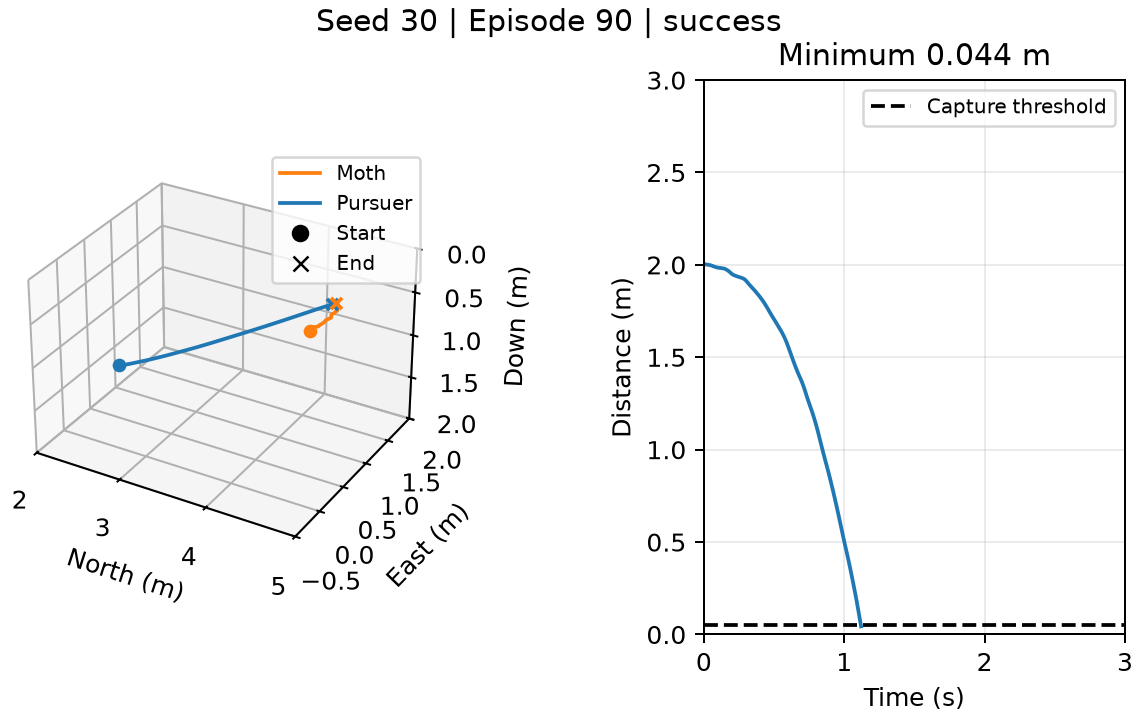 Seed 30 | Episode 90 | success
Moth
Pursuer
Start
End
0.0
0.5
1.0
1.5
2.0
Down (m)
2
3
4
5
North (m)
−0.5
0.0
0.5
1.0
1.5
2.0
East (m)
Minimum 0.044 m
Capture threshold
3.0
2.5
2.0
1.5
1.0
0.5
0.0
Distance (m)
0 1 2 3
Time (s)